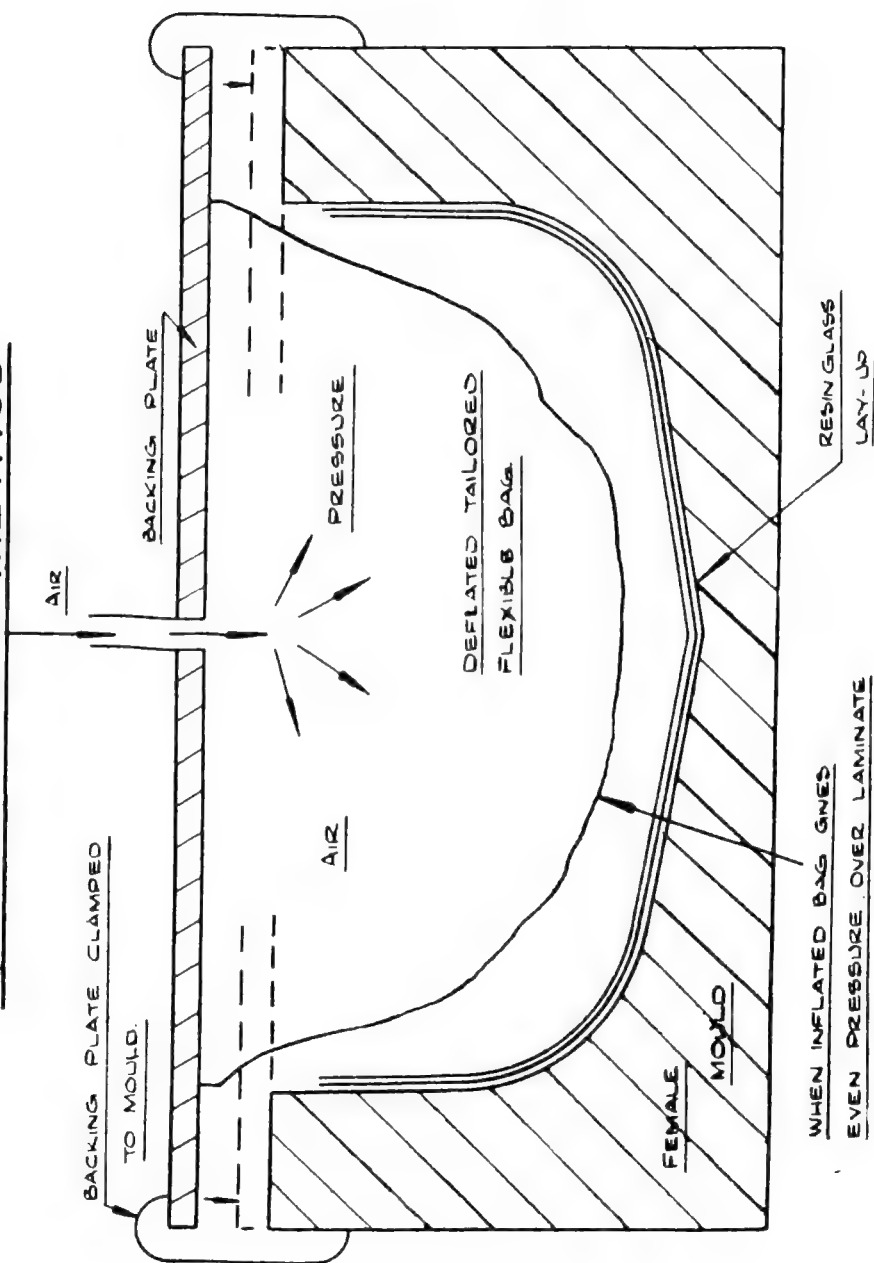 AIR
BACKING PLATE CLAMPED
TO MOULD.
BACKING PLATE
AIR
PRESSURE
DEFLATED TAILORED
FLEXIBLE BAG.
FEMALE
MOULD
WHEN INFLATED BAG GIVES
EVEN PRESSURE OVER LAMINATE
RESIN GLASS
LAY-UP